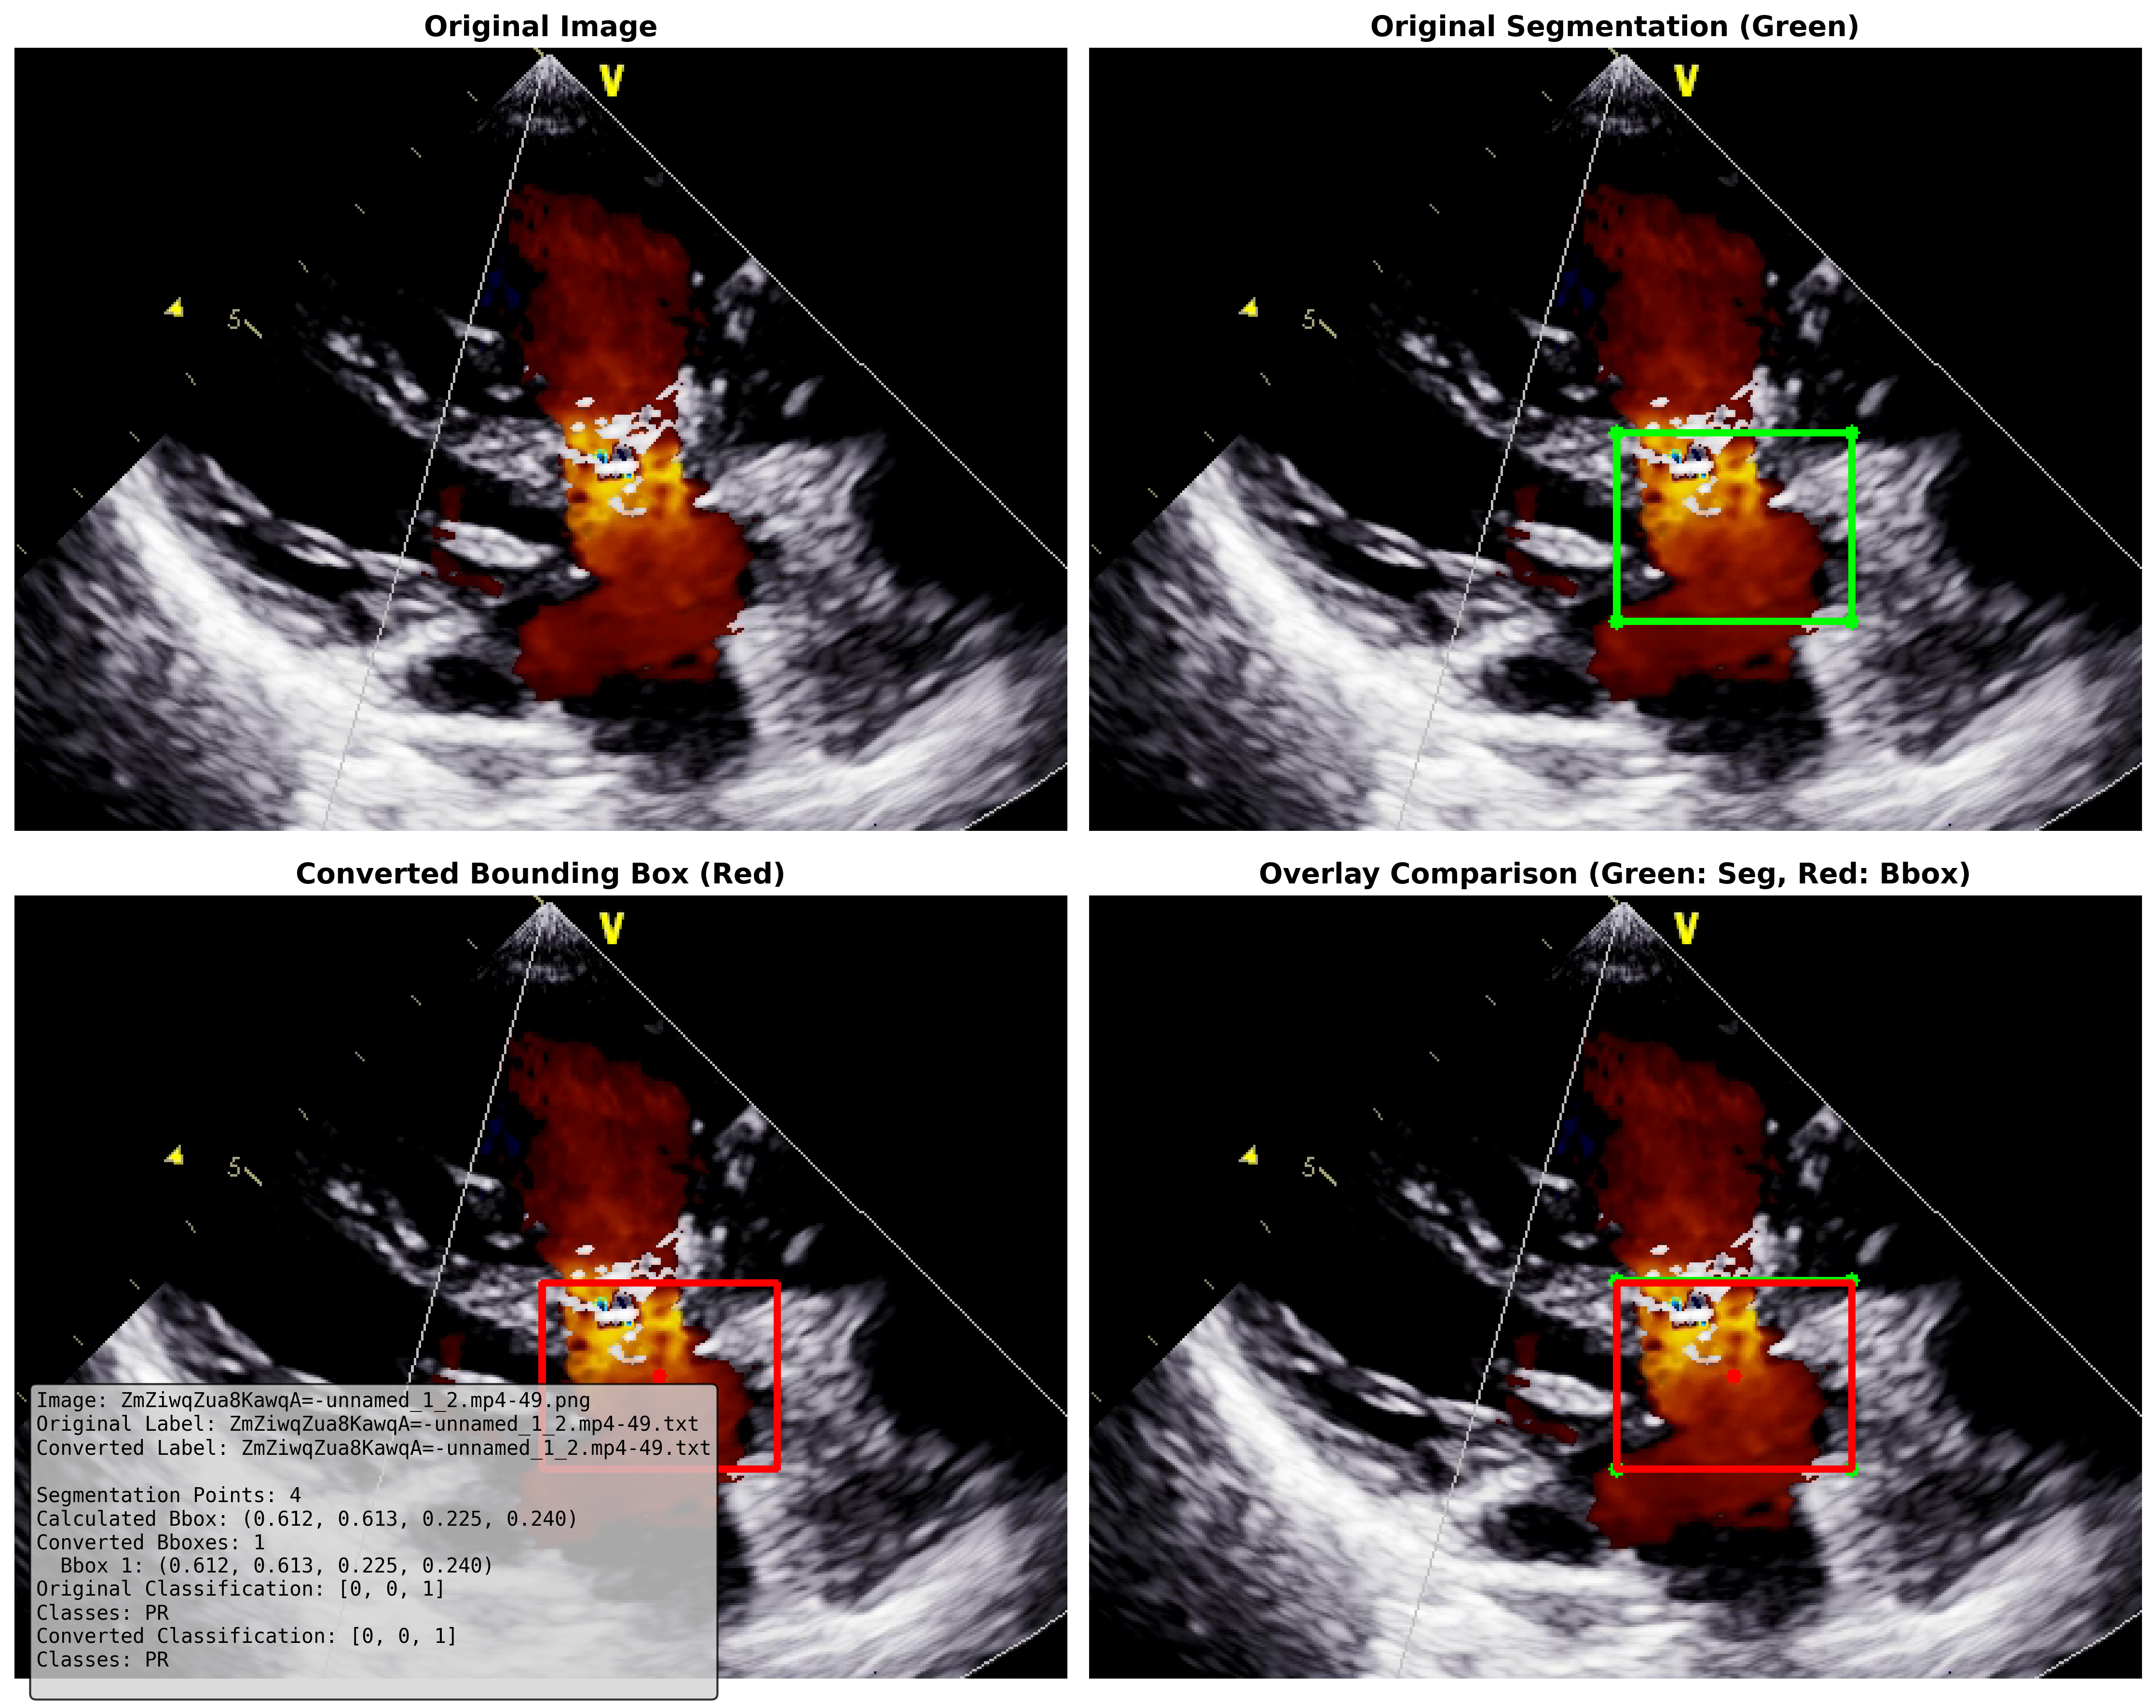 Original Image
Original Segmentation (Green)
V
5
V
5
Converted Bounding Box (Red)
Overlay Comparison (Green: Seg, Red: Bbox)
V
5
V
5
Image: ZmZiwqZua8KawqA=-unnamed_1_2.mp4-49.png
Original Label: ZmZiwqZua8KawqA=-unnamed_1_2.mp4-49.txt
Converted Label: ZmZiwqZua8KawqA=-unnamed_1_2.mp4-49.txt
Segmentation Points: 4
Calculated Bbox: (0.612, 0.613, 0.225, 0.240)
Converted Bboxes: 1
Bbox 1: (0.612, 0.613, 0.225, 0.240)
Original Classification: [0, 0, 1]
Classes: PR
Converted Classification: [0, 0, 1]
Classes: PR